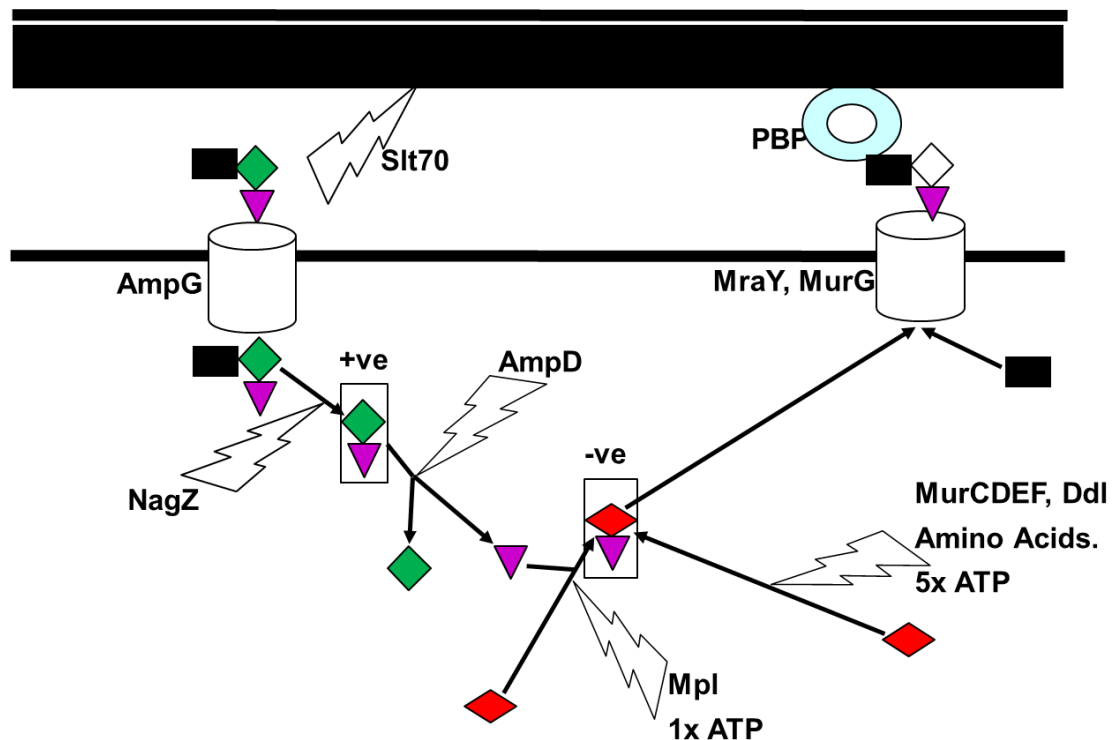 Slt70
PBP
AmpG
MraY, MurG
+ve
AmpD
NagZ
-ve
MurCDEF, Ddl
Amino Acids.
5x ATP
Mpl
1x ATP